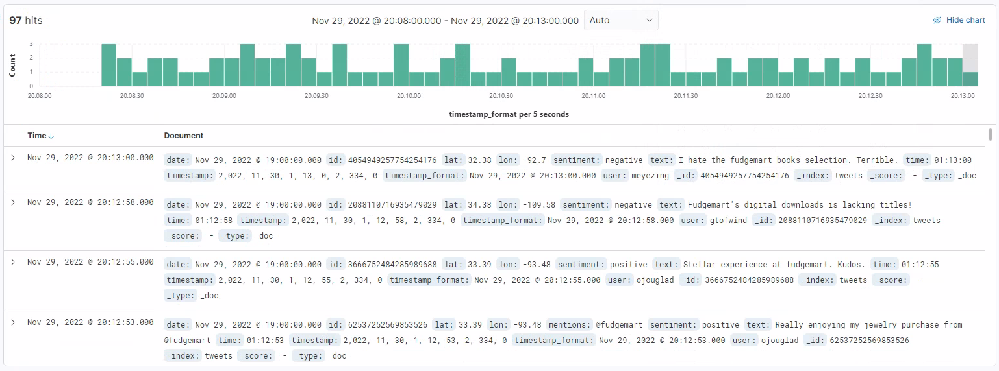 97 hits
Nov 29, 2022 @ 20:08:00.000 - Nov 29, 2022 @ 20:13:00.000
Auto
Hide chart
Count
3
2
1
0
20:08:00 20:08:30 20:09:00 20:09:30 20:10:00 20:10:30 20:11:00 20:11:30 20:12:00 20:12:30 20:13:00
timestamp_format per 5 seconds
Time Document
Nov 29, 2022 @ 20:13:00.000
date: Nov 29, 2022 @ 19:00:00.000 id: 4054949257754254176 lat: 32.38 lon: -92.7 sentiment: negative text: I hate the fudgemart books selection. Terrible. time: 01:13:00
timestamp: 2,022, 11, 30, 1, 13, 0, 2, 334, 0 timestamp_format: Nov 29, 2022 @ 20:13:00.000 user: meyezing _id: 4054949257754254176 _index: tweets _score: - _type: _doc
Nov 29, 2022 @ 20:12:58.000
date: Nov 29, 2022 @ 19:00:00.000 id: 2088110716935479029 lat: 34.38 lon: -109.58 sentiment: negative text: Fudgemart's digital downloads is lacking titles!
time: 01:12:58 timestamp: 2,022, 11, 30, 1, 12, 58, 2, 334, 0 timestamp_format: Nov 29, 2022 @ 20:12:58.000 user: gtofwind _id: 2088110716935479029 _index: tweets
_score: - _type: _doc
Nov 29, 2022 @ 20:12:55.000
date: Nov 29, 2022 @ 19:00:00.000 id: 3666752484285989688 lat: 33.39 lon: -93.48 sentiment: positive text: Stellar experience at fudgemart. Kudos. time: 01:12:55
timestamp: 2,022, 11, 30, 1, 12, 55, 2, 334, 0 timestamp_format: Nov 29, 2022 @ 20:12:55.000 user: ojouglad _id: 3666752484285989688 _index: tweets _score: -
_type: _doc
Nov 29, 2022 @ 20:12:53.000
date: Nov 29, 2022 @ 19:00:00.000 id: 62537252569853526 lat: 33.39 lon: -93.48 mentions: @fudgemart sentiment: positive text: Really enjoying my jewelry purchase from
@fudgemart time: 01:12:53 timestamp: 2,022, 11, 30, 1, 12, 53, 2, 334, 0 timestamp_format: Nov 29, 2022 @ 20:12:53.000 user: ojouglad _id: 62537252569853526
_index: tweets _score: - _type: _doc